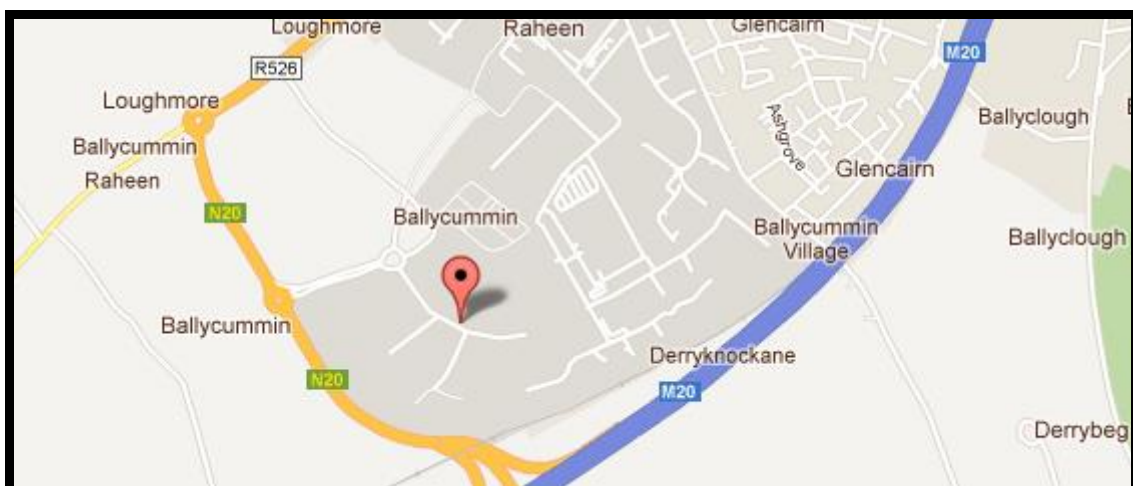 Loughmore
Raheen
Glencairn
M20
R526
Loughmore
Ashgrove
Ballyclough
Ballycummin
Raheen
Glencairn
N20
Ballycummin
Ballycummin
Village
Ballyclough
Ballycummin
Derryknockane
N20
M20
Derrybeg